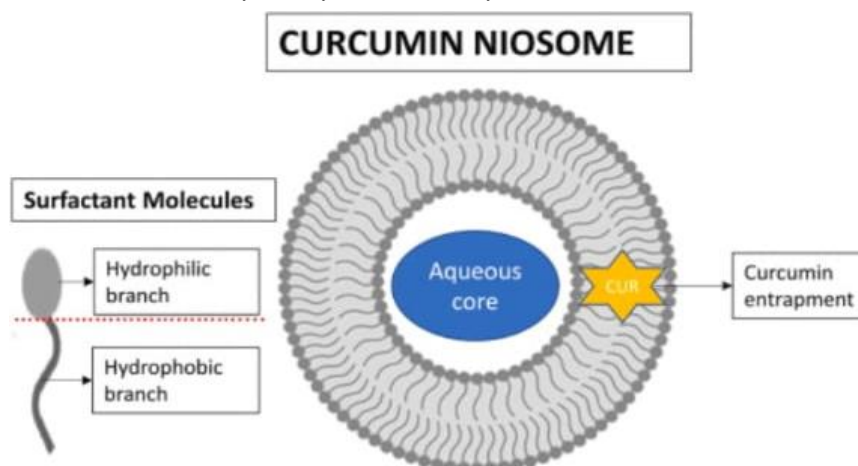 CURCUMIN NIOSOME
Surfactant Molecules
Hydrophilic
branch
Hydrophobic
branch
Aqueous
core
CUR
Curcumin
entrapment